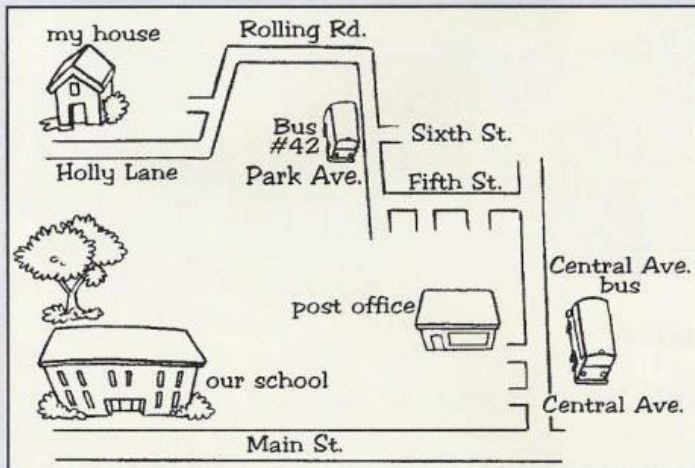 my house
Rolling Rd.
Bus
#42
Sixth St.
Holly Lane
Park Ave.
Fifth St.
Central Ave.
bus
post office
our school
Central Ave.
Main St.